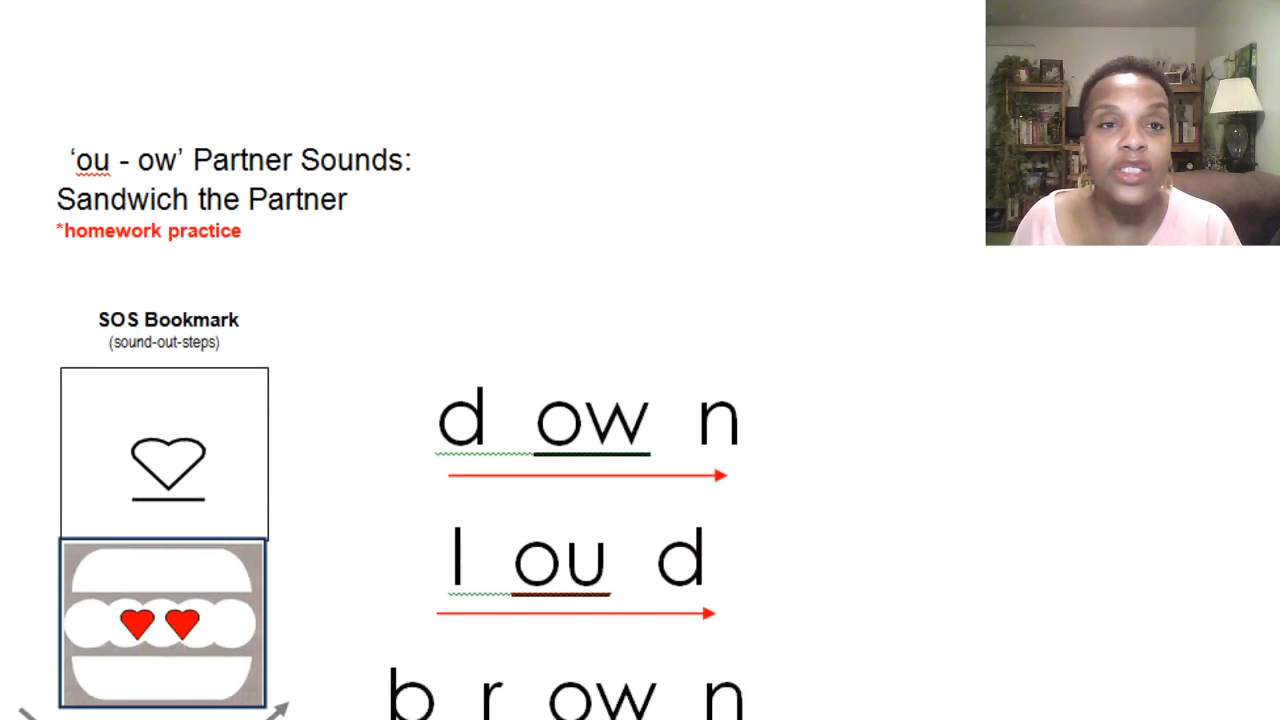 ‘ou - ow’ Partner Sounds:
Sandwich the Partner
*homework practice
SOS Bookmark
(sound-out-steps)
d ow n
l ou d
b r ow n